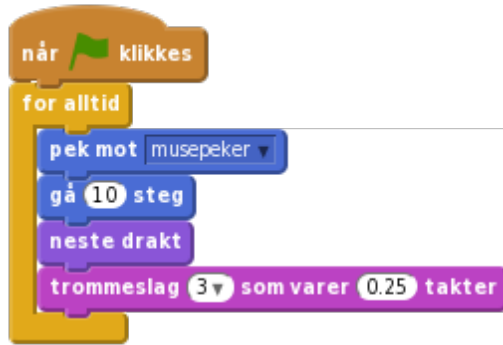 når klikkes
for alltid
pek mot musepeker
gå 10 steg
neste drakt
trommeslag 3 som varer 0.25 takter